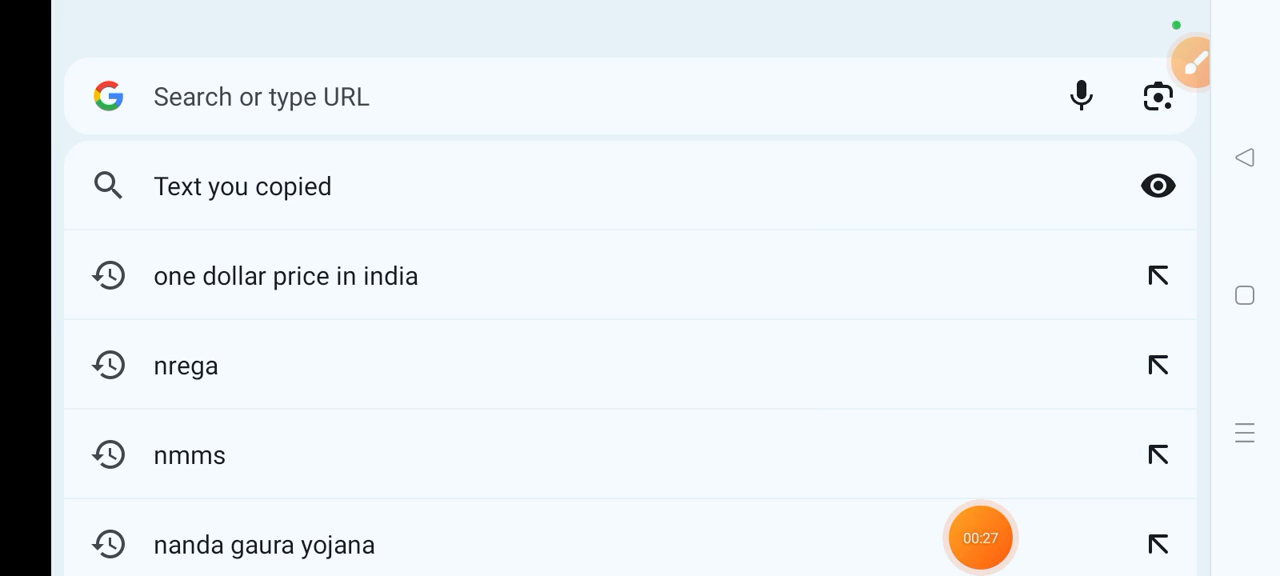 Search or type URL
Text you copied
one dollar price in india
nrega
nmms
nanda gaura yojana
00:27